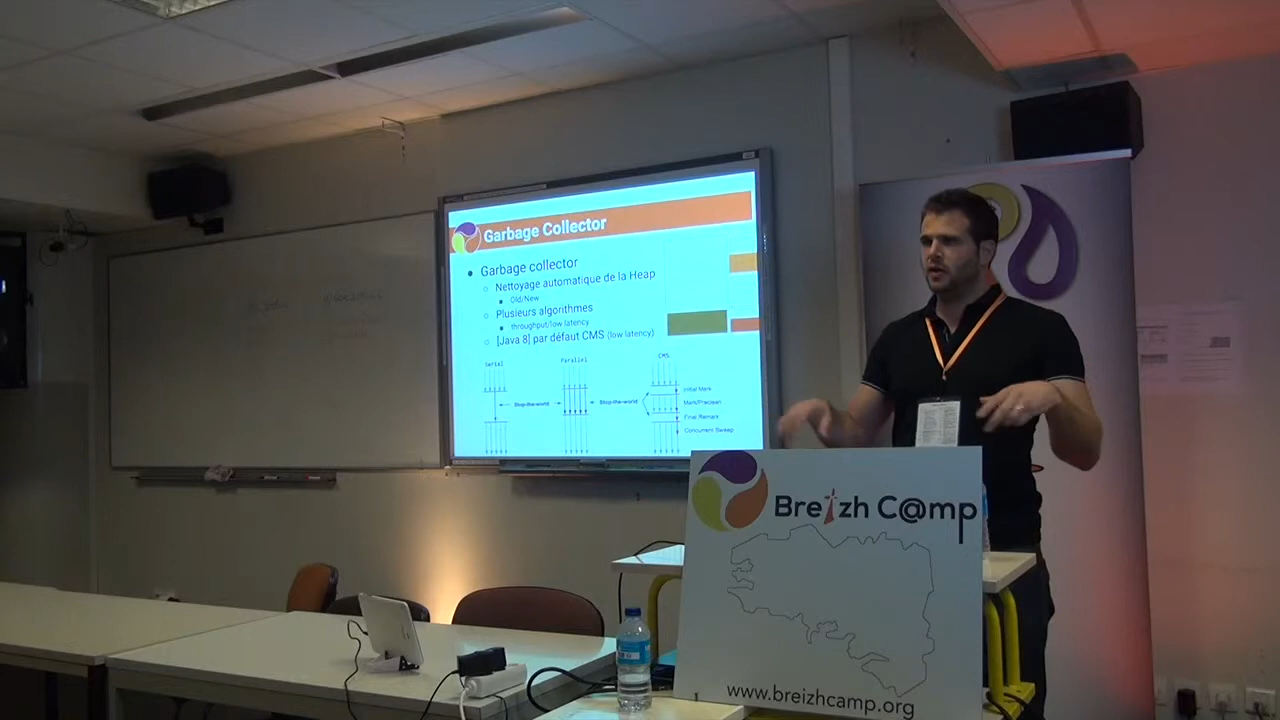 Garbage Collector
Garbage collector
Nettoyage automatique de la Heap
Old/New
Plusieurs algorithmes
throughput/low latency
[Java 8] par défaut CMS (low latency)
Serial
Parallel
CMS
Stop-the-world
Stop-the-world
Initial Mark
Mark/Preclean
Final Remark
Concurrent Sweep
Breizh C@mp
www.breizhcamp.org